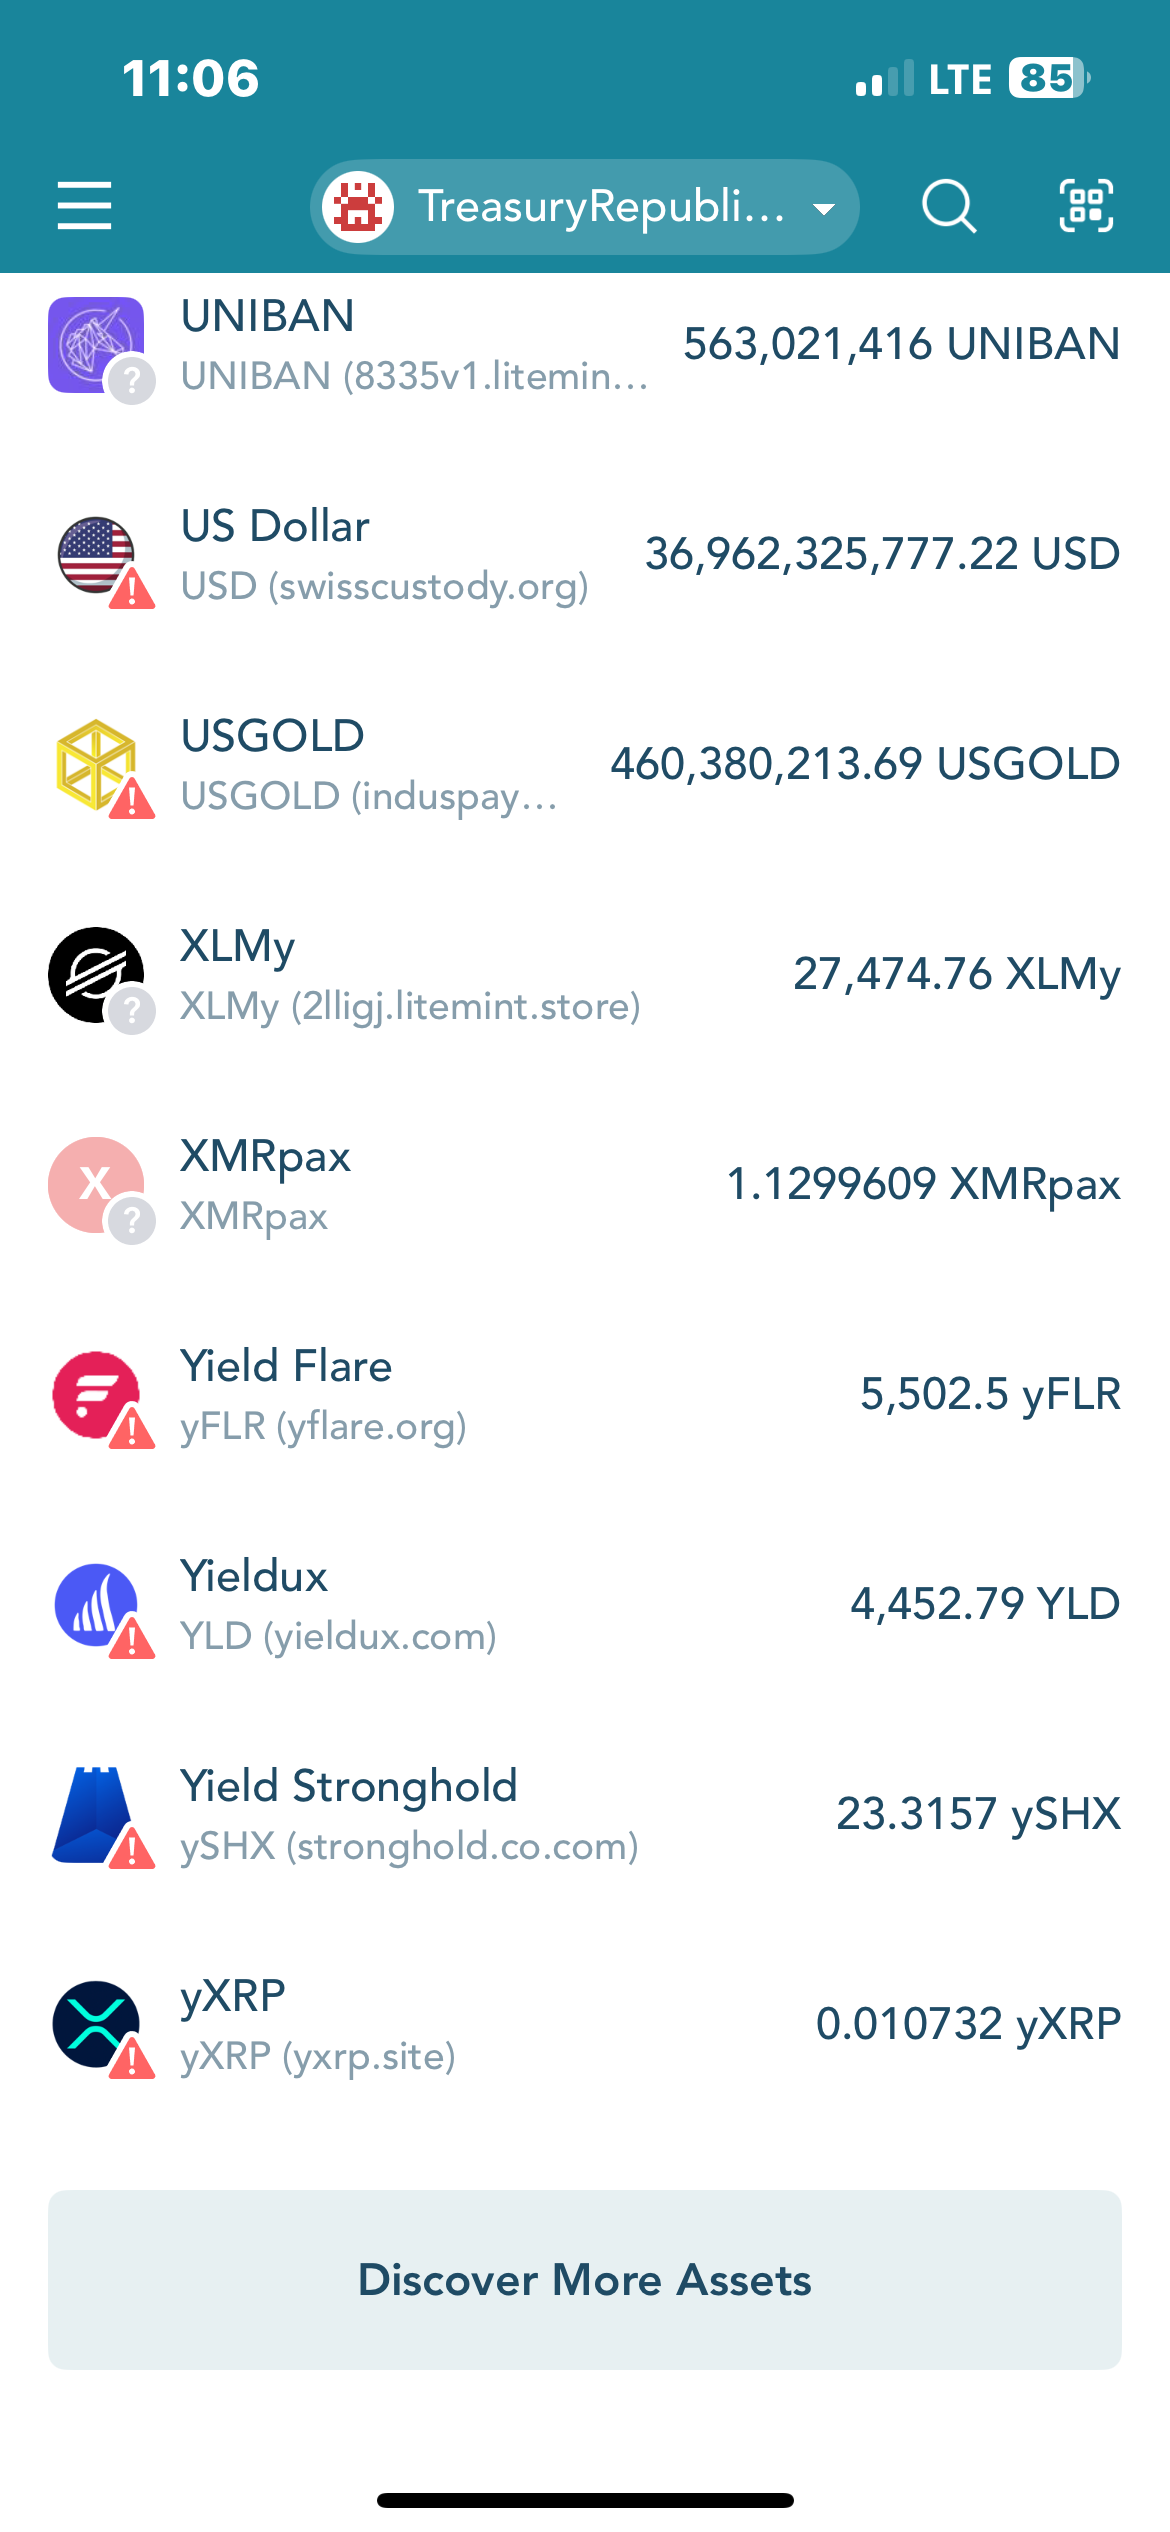 11:06
LTE 85
TreasuryRepubli...
UNIBAN
563,021,416 UNIBAN
UNIBAN (8335v1.litemin...
US Dollar
36,962,325,777.22 USD
USD (swisscustody.org)
USGOLD
460,380,213.69 USGOLD
USGOLD (induspay...
XLMy
27,474.76 XLMy
XLMy (2lligj.litemint.store)
X
XMRpax
1.1299609 XMRpax
XMRpax
Yield Flare
5,502.5 yFLR
yFLR (yflare.org)
Yieldux
4,452.79 YLD
YLD (yieldux.com)
Yield Stronghold
23.3157 ySHX
ySHX (stronghold.co.com)
yXRP
0.010732 yXRP
yXRP (yxrp.site)
Discover More Assets